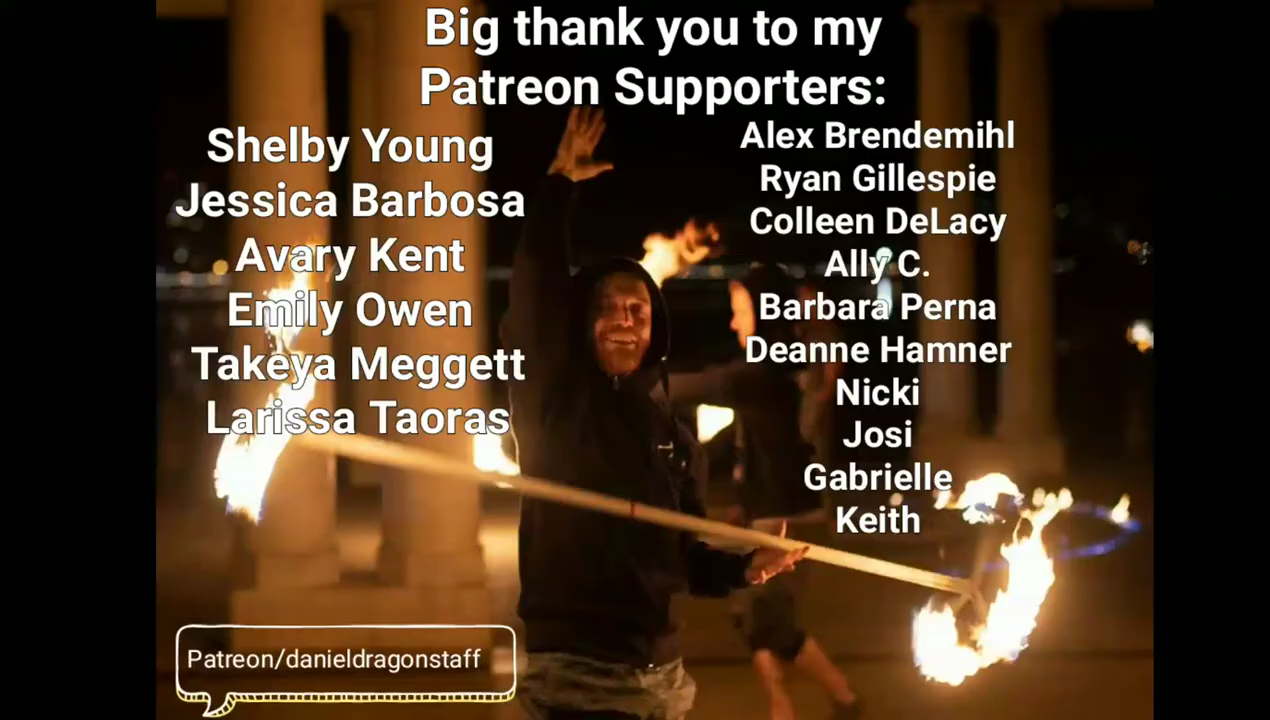 Big thank you to my
Patreon Supporters:
Shelby Young
Jessica Barbosa
Avary Kent
Emily Owen
Takeya Meggett
Larissa Taoras
Alex Brendemihl
Ryan Gillespie
Colleen DeLacy
Ally C.
Barbara Perna
Deanne Hamner
Nicki
Josi
Gabrielle
Keith
Patreon/danieldragonstaff